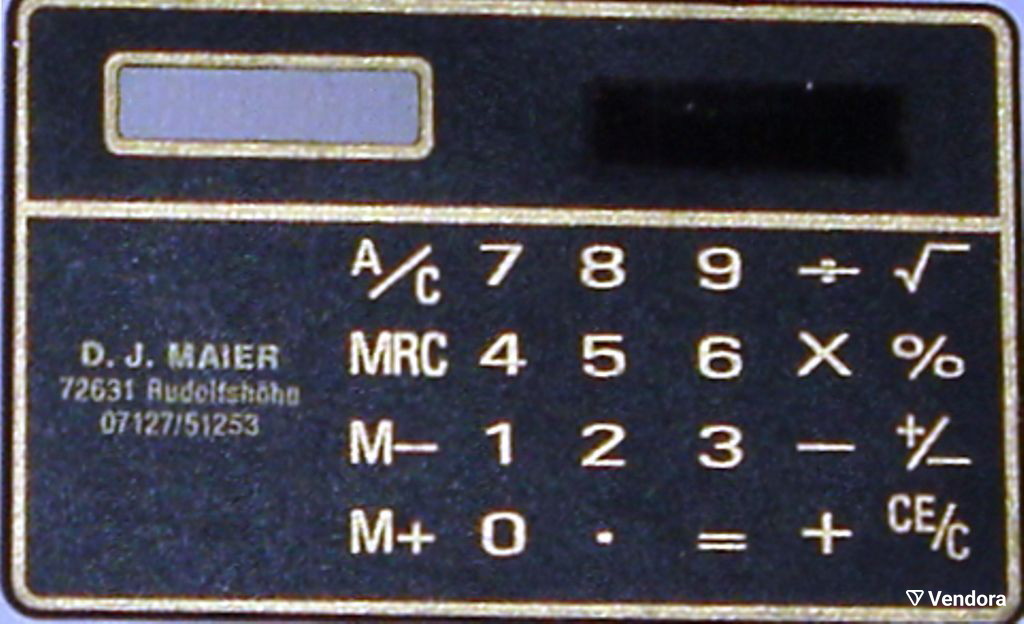 A/C 7 8 9 ÷ √
D. J. MAIER
72631 Rudolfshöhe
07127/51253
MRC 4 5 6 X %
M− 1 2 3 − +/−
M+ 0 . = + CE/C
Vendora